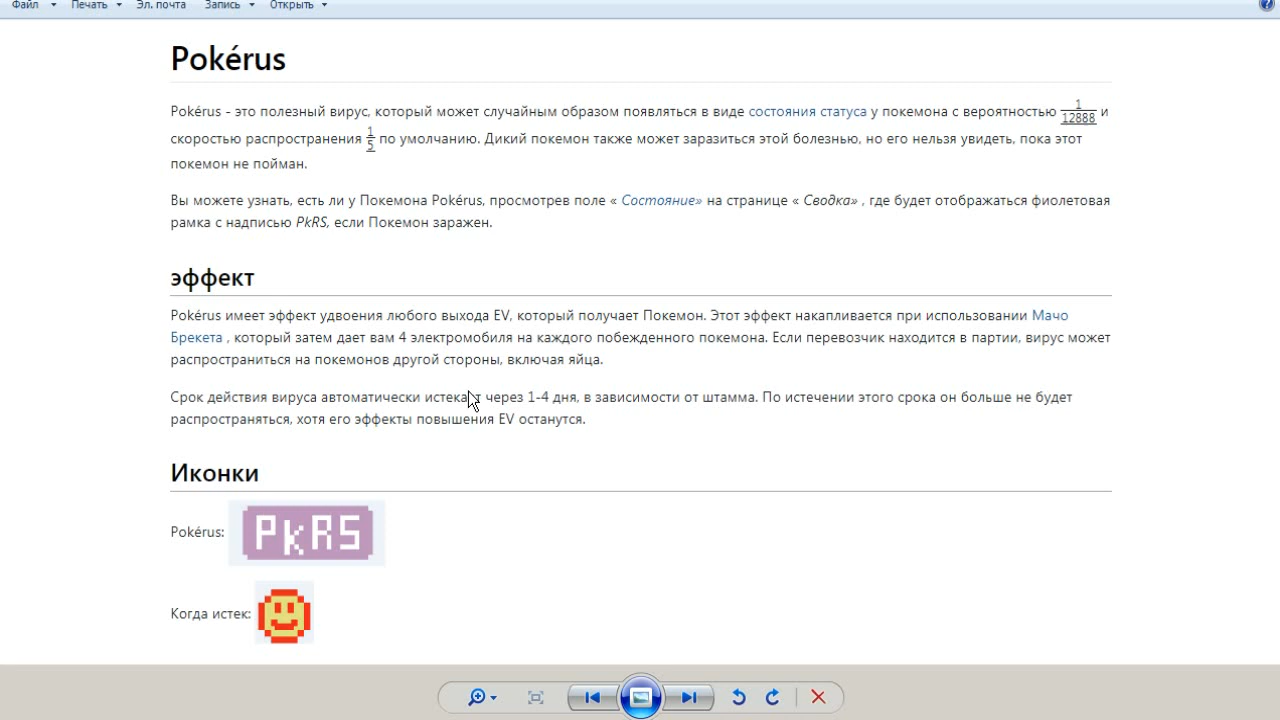 Файл Печать Эл. почта Запись Открыть
Pokérus
Pokérus - это полезный вирус, который может случайным образом появляться в виде состояния статуса у покемона с вероятностью 1/12888 и
скоростью распространения 1/5 по умолчанию. Дикий покемон также может заразиться этой болезнью, но его нельзя увидеть, пока этот
покемон не пойман.
Вы можете узнать, есть ли у Покемона Pokérus, просмотрев поле « Состояние» на странице « Сводка» , где будет отображаться фиолетовая
рамка с надписью PkRS, если Покемон заражен.
эффект
Pokérus имеет эффект удвоения любого выхода EV, который получает Покемон. Этот эффект накапливается при использовании Мачо
Брекета , который затем дает вам 4 электромобиля на каждого побежденного покемона. Если перевозчик находится в партии, вирус может
распространиться на покемонов другой стороны, включая яйца.
Срок действия вируса автоматически истекает через 1-4 дня, в зависимости от штамма. По истечении этого срока он больше не будет
распространяться, хотя его эффекты повышения EV останутся.
Иконки
Pokérus: PkRS
Когда истек: